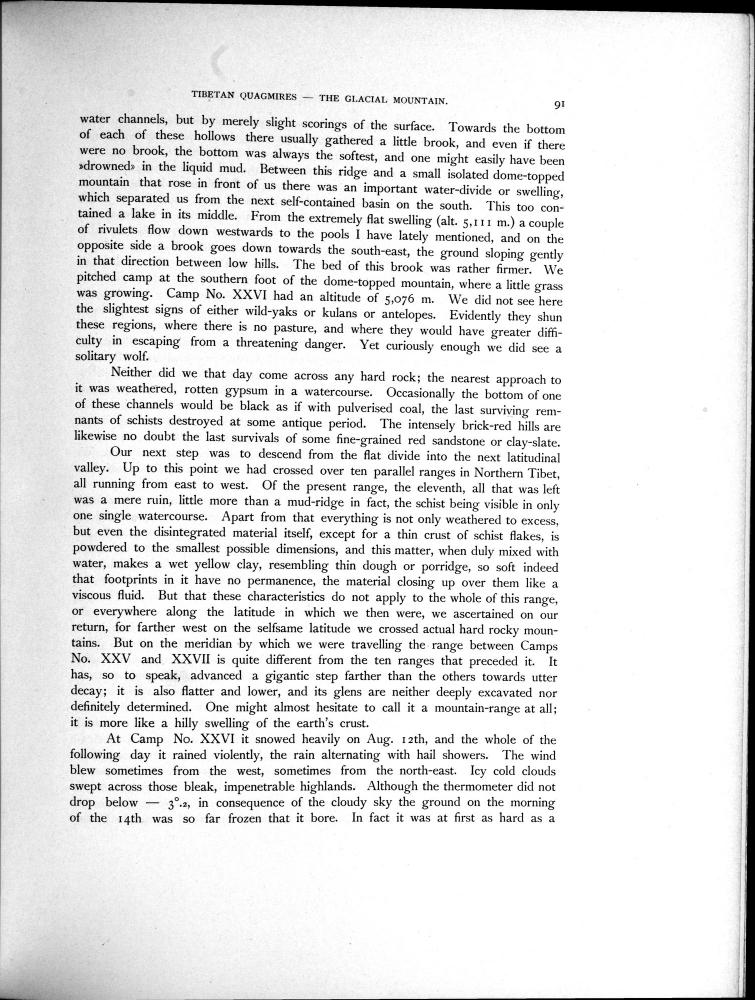 TIBETAN QUAGMIRES — THE GLACIAL MOUNTAIN.
91
water channels, but by merely slight scorings of the surface. Towards the bottom
of each of these hollows there usually gathered a little brook, and even if there
were no brook, the bottom was always the softest, and one might easily have been
»drowned» in the liquid mud. Between this ridge and a small isolated dome-topped
mountain that rose in front of us there was an important water-divide or swelling,
which separated us from the next self-contained basin on the south. This too con-
tained a lake in its middle. From the extremely flat swelling (alt. 5,111 m.) a couple
of rivulets flow down westwards to the pools I have lately mentioned, and on the
opposite side a brook goes down towards the south-east, the ground sloping gently
in that direction between low hills. The bed of this brook was rather firmer. We
pitched camp at the southern foot of the dome-topped mountain, where a little grass
was growing. Camp No. XXVI had an altitude of 5,076 m. We did not see here
the slightest signs of either wild-yaks or kulans or antelopes. Evidently they shun
these regions, where there is no pasture, and where they would have greater diffi-
culty in escaping from a threatening danger. Yet curiously enough we did see a
solitary wolf.
Neither did we that day come across any hard rock; the nearest approach to
it was weathered, rotten gypsum in a watercourse. Occasionally the bottom of one
of these channels would be black as if with pulverised coal, the last surviving rem-
nants of schists destroyed at some antique period. The intensely brick-red hills are
likewise no doubt the last survivals of some fine-grained red sandstone or clay-slate.
Our next step was to descend from the flat divide into the next latitudinal
valley. Up to this point we had crossed over ten parallel ranges in Northern Tibet,
all running from east to west. Of the present range, the eleventh, all that was left
was a mere ruin, little more than a mud-ridge in fact, the schist being visible in only
one single watercourse. Apart from that everything is not only weathered to excess,
but even the disintegrated material itself, except for a thin crust of schist flakes, is
powdered to the smallest possible dimensions, and this matter, when duly mixed with
water, makes a wet yellow clay, resembling thin dough or porridge, so soft indeed
that footprints in it have no permanence, the material closing up over them like a
viscous fluid. But that these characteristics do not apply to the whole of this range,
or everywhere along the latitude in which we then were, we ascertained on our
return, for farther west on the selfsame latitude we crossed actual hard rocky moun-
tains. But on the meridian by which we were travelling the range between Camps
No. XXV and XXVII is quite different from the ten ranges that preceded it. It
has, so to speak, advanced a gigantic step farther than the others towards utter
decay; it is also flatter and lower, and its glens are neither deeply excavated nor
definitely determined. One might almost hesitate to call it a mountain-range at all;
it is more like a hilly swelling of the earth's crust.
At Camp No. XXVI it snowed heavily on Aug. 12th, and the whole of the
following day it rained violently, the rain alternating with hail showers. The wind
blew sometimes from the west, sometimes from the north-east. Icy cold clouds
swept across those bleak, impenetrable highlands. Although the thermometer did not
drop below — 3°.2, in consequence of the cloudy sky the ground on the morning
of the 14th was so far frozen that it bore. In fact it was at first as hard as a